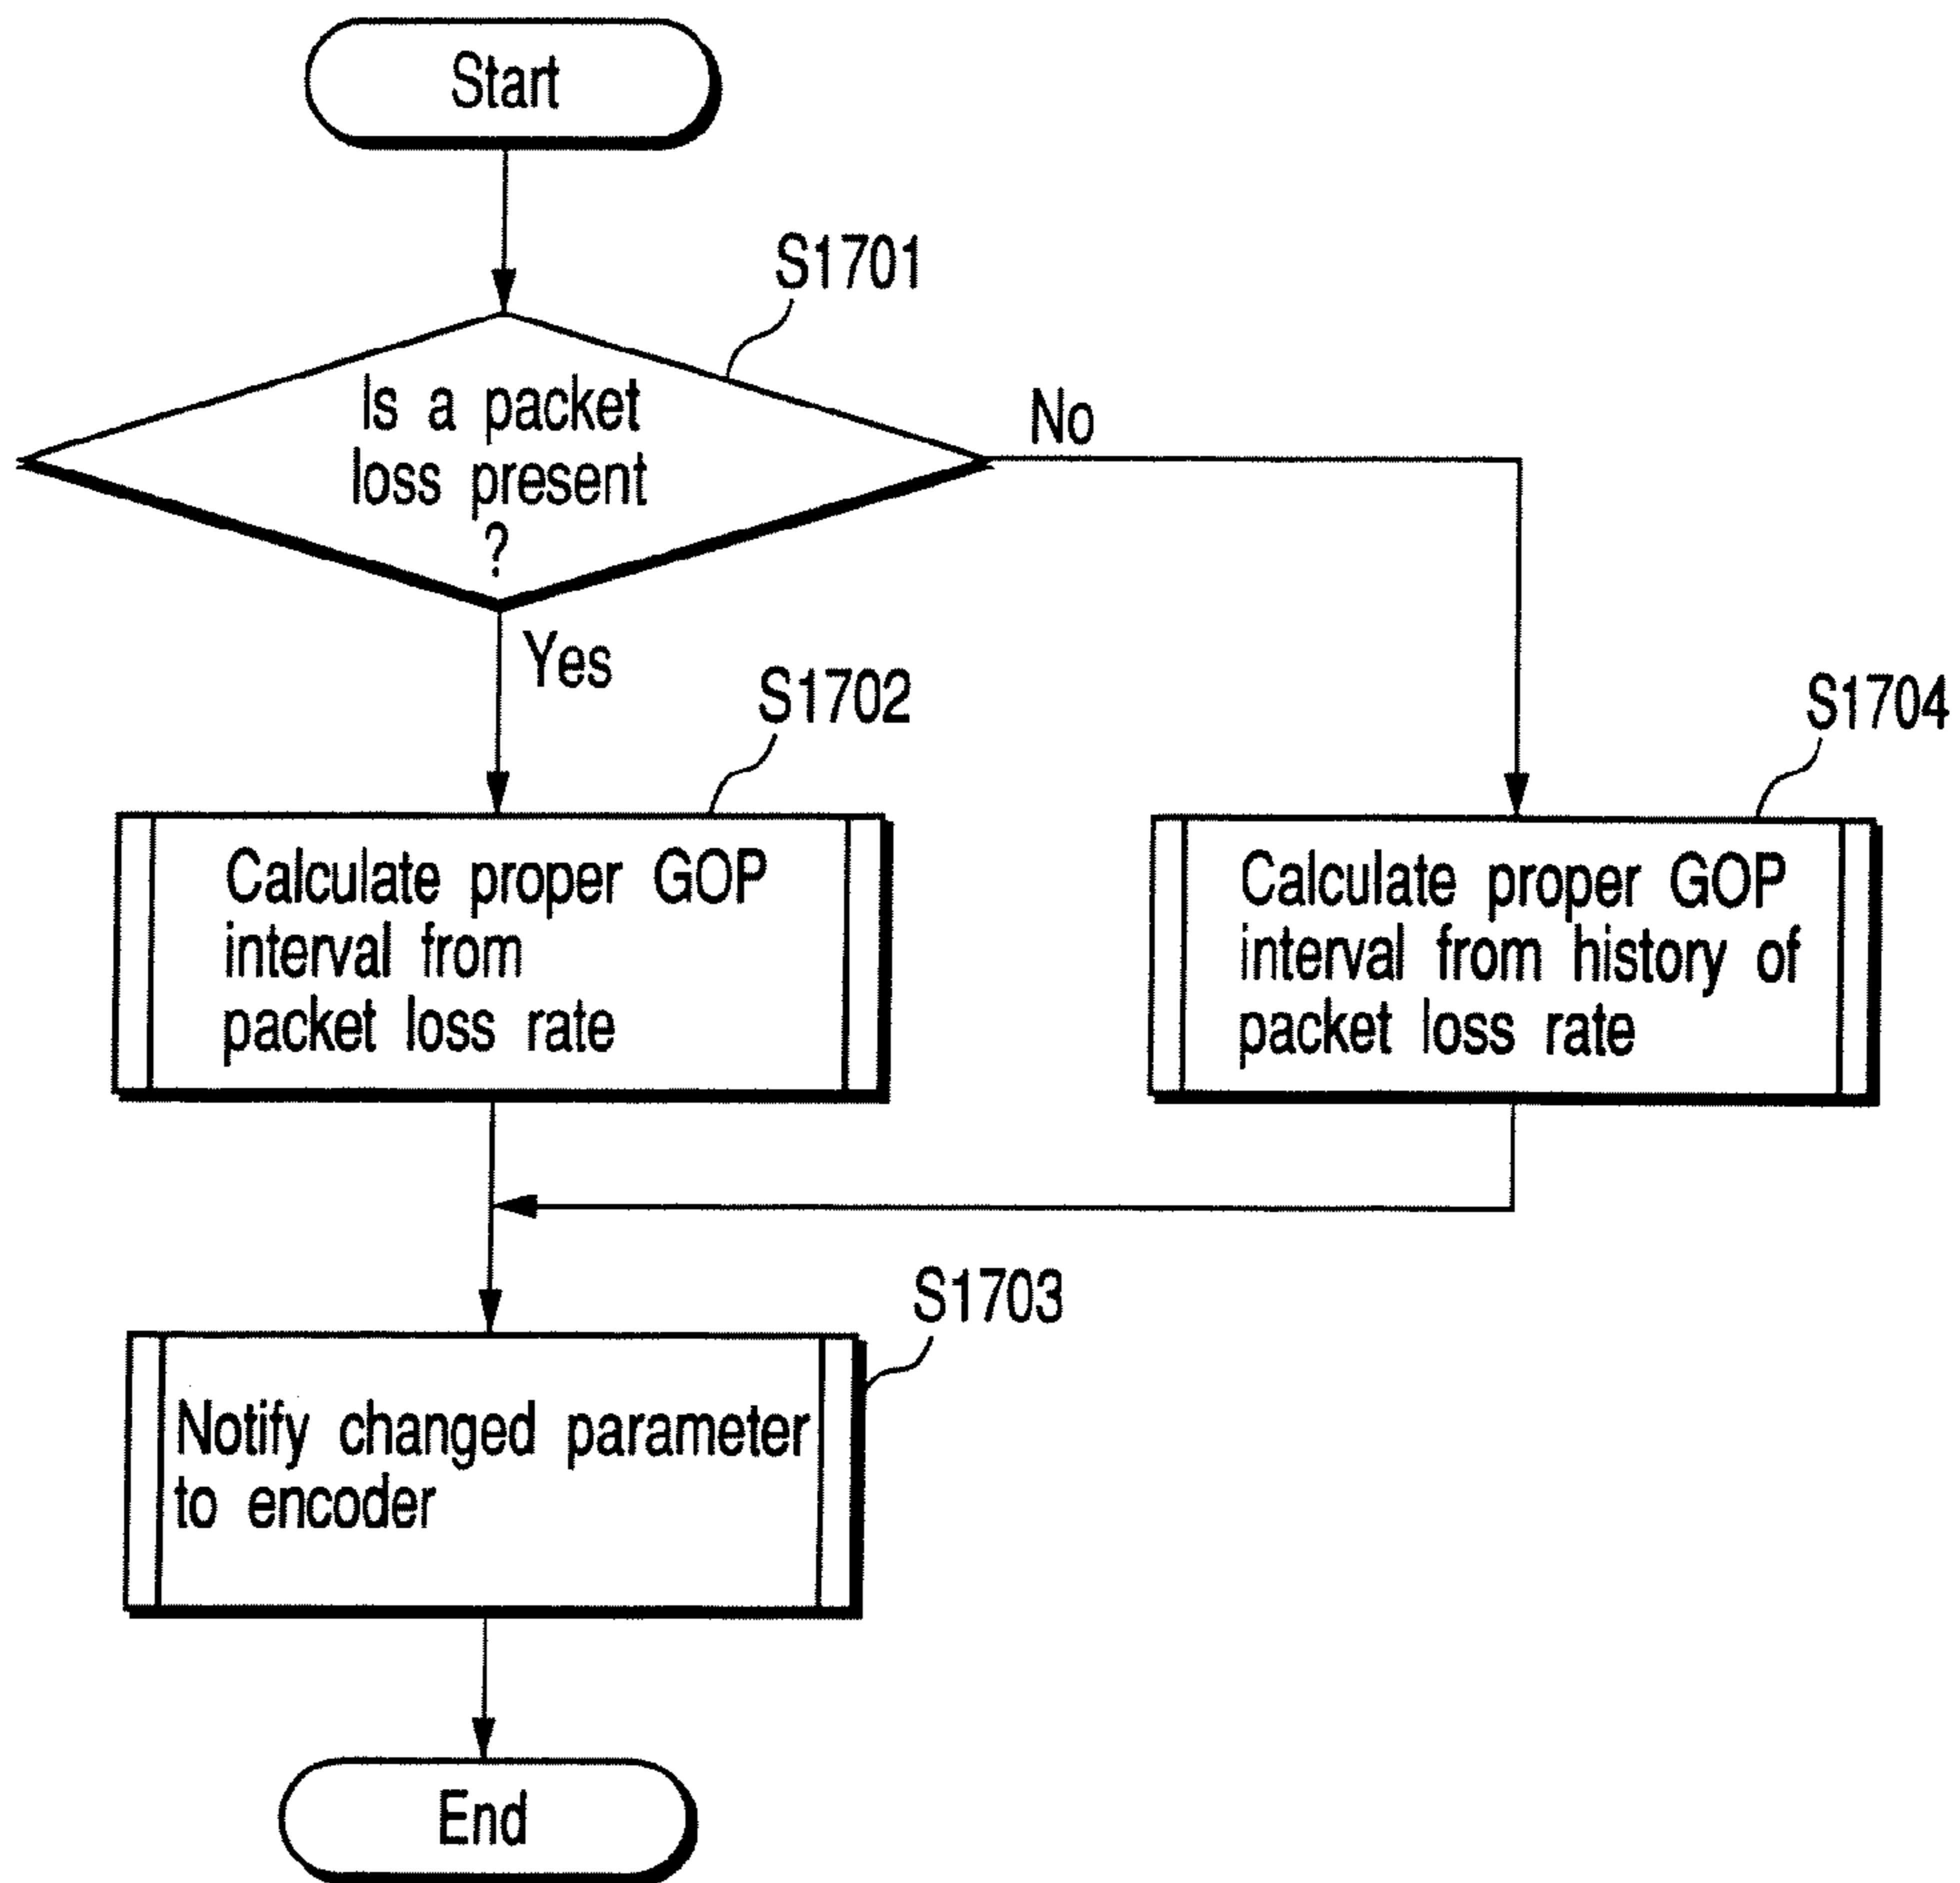 Start
S1701
Is a packet
loss present
?
No
Yes
S1702
S1704
Calculate proper GOP
interval from
packet loss rate
Calculate proper GOP
interval from history of
packet loss rate
S1703
Notify changed parameter
to encoder
End